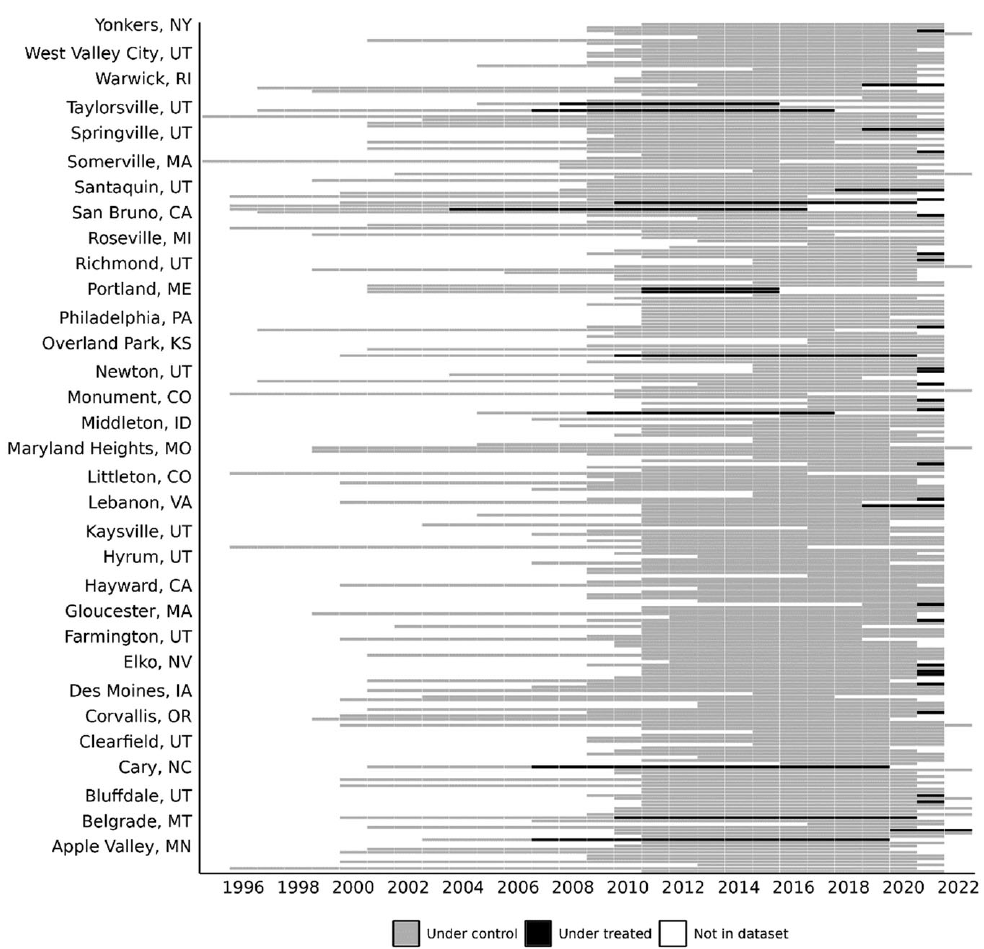 Yonkers, NY
West Valley City, UT
Warwick, RI
Taylorsville, UT
Springville, UT
Somerville, MA
Santaquin, UT
San Bruno, CA
Roseville, MI
Richmond, UT
Portland, ME
Philadelphia, PA
Overland Park, KS
Newton, UT
Monument, CO
Middleton, ID
Maryland Heights, MO
Littleton, CO
Lebanon, VA
Kaysville, UT
Hyrum, UT
Hayward, CA
Gloucester, MA
Farmington, UT
Elko, NV
Des Moines, IA
Corvallis, OR
Clearfield, UT
Cary, NC
Bluffdale, UT
Belgrade, MT
Apple Valley, MN
1996 1998 2000 2002 2004 2006 2008 2010 2012 2014 2016 2018 2020 2022
Under control Under treated Not in dataset